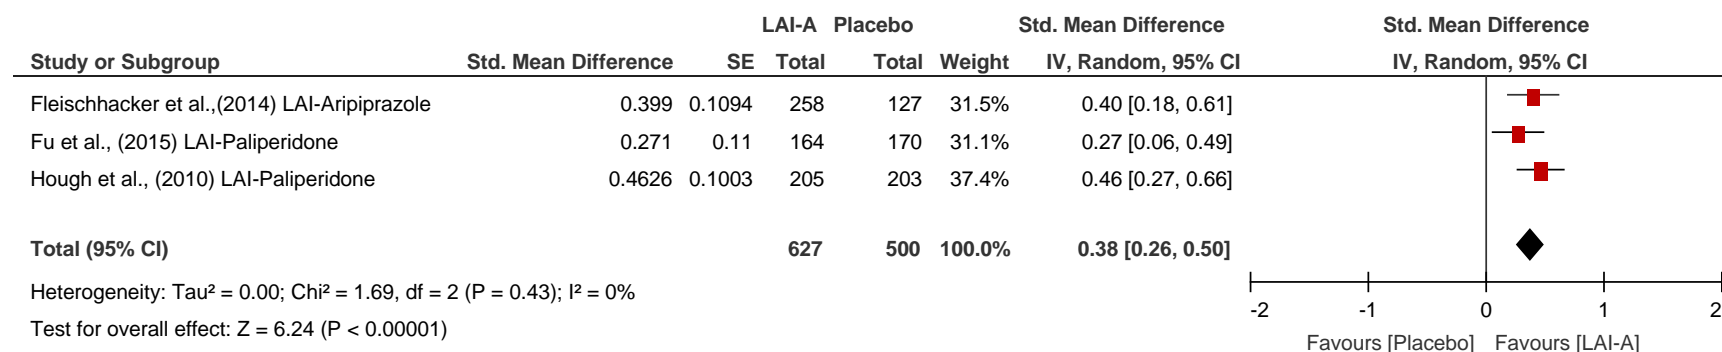 LAI-A Placebo Std. Mean Difference Std. Mean Difference
Study or Subgroup Std. Mean Difference SE Total Total Weight IV, Random, 95% CI IV, Random, 95% CI
Fleischhacker et al.,(2014) LAI-Aripiprazole 0.399 0.1094 258 127 31.5% 0.40 [0.18, 0.61]
Fu et al., (2015) LAI-Paliperidone 0.271 0.11 164 170 31.1% 0.27 [0.06, 0.49]
Hough et al., (2010) LAI-Paliperidone 0.4626 0.1003 205 203 37.4% 0.46 [0.27, 0.66]
Total (95% CI) 627 500 100.0% 0.38 [0.26, 0.50]
Heterogeneity: Tau² = 0.00; Chi² = 1.69, df = 2 (P = 0.43); I² = 0%
Test for overall effect: Z = 6.24 (P < 0.00001)
-2 -1 0 1 2
Favours [Placebo] Favours [LAI-A]